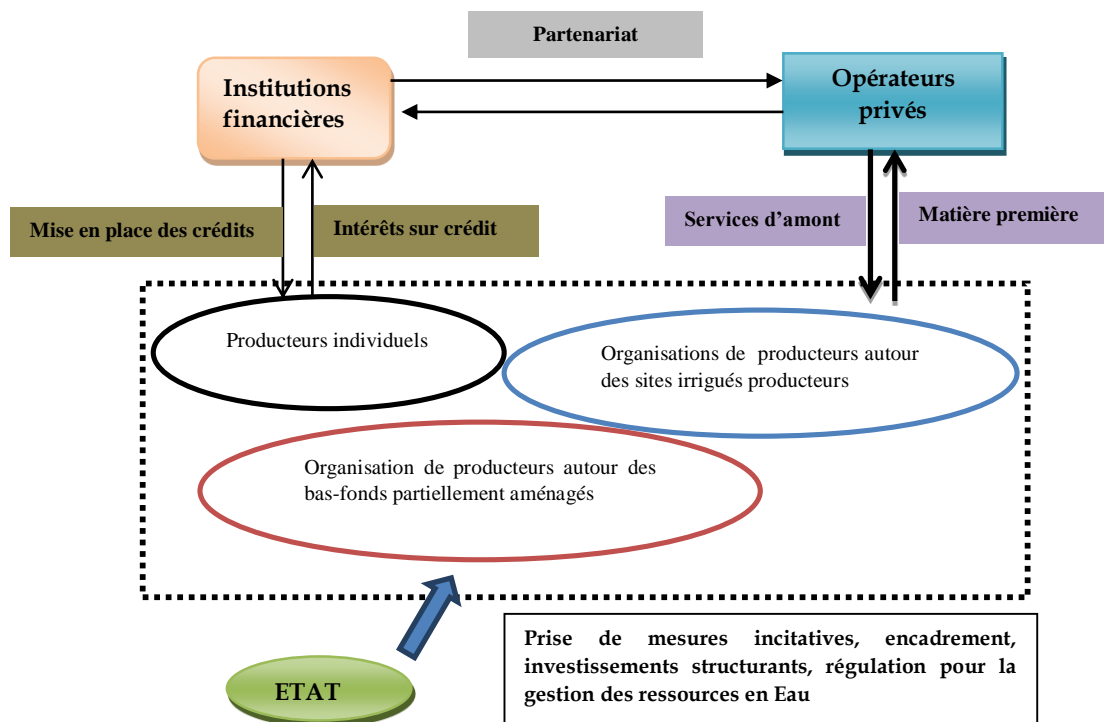 Partenariat
Institutions
financières
Opérateurs
privés
Mise en place des crédits
Intérêts sur crédit
Services d'amont
Matière première
Producteurs individuels
Organisations de producteurs autour
des sites irrigués producteurs
Organisation de producteurs autour des
bas-fonds partiellement aménagés
Prise de mesures incitatives, encadrement,
investissements structurants, régulation pour la
gestion des ressources en Eau
ETAT